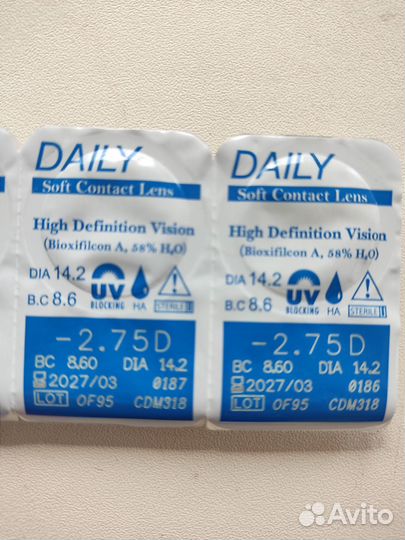 DAILY
Soft Contact Lens
High Definition Vision
(Bioxifilcon A, 58% H₂O)
DIA 14.2
B.C 8.6
UV
BLOCKING
HA
STERILE
-2.75D
BC 8.60 DIA 14.2
2027/03 0187
LOT OF95 CDM318
DAILY
Soft Contact Lens
High Definition Vision
(Bioxifilcon A, 58% H₂O)
DIA 14.2
B.C 8.6
UV
BLOCKING
HA
STERILE
-2.75D
BC 8.60 DIA 14.2
2027/03 0186
LOT OF95 CDM318
Avito